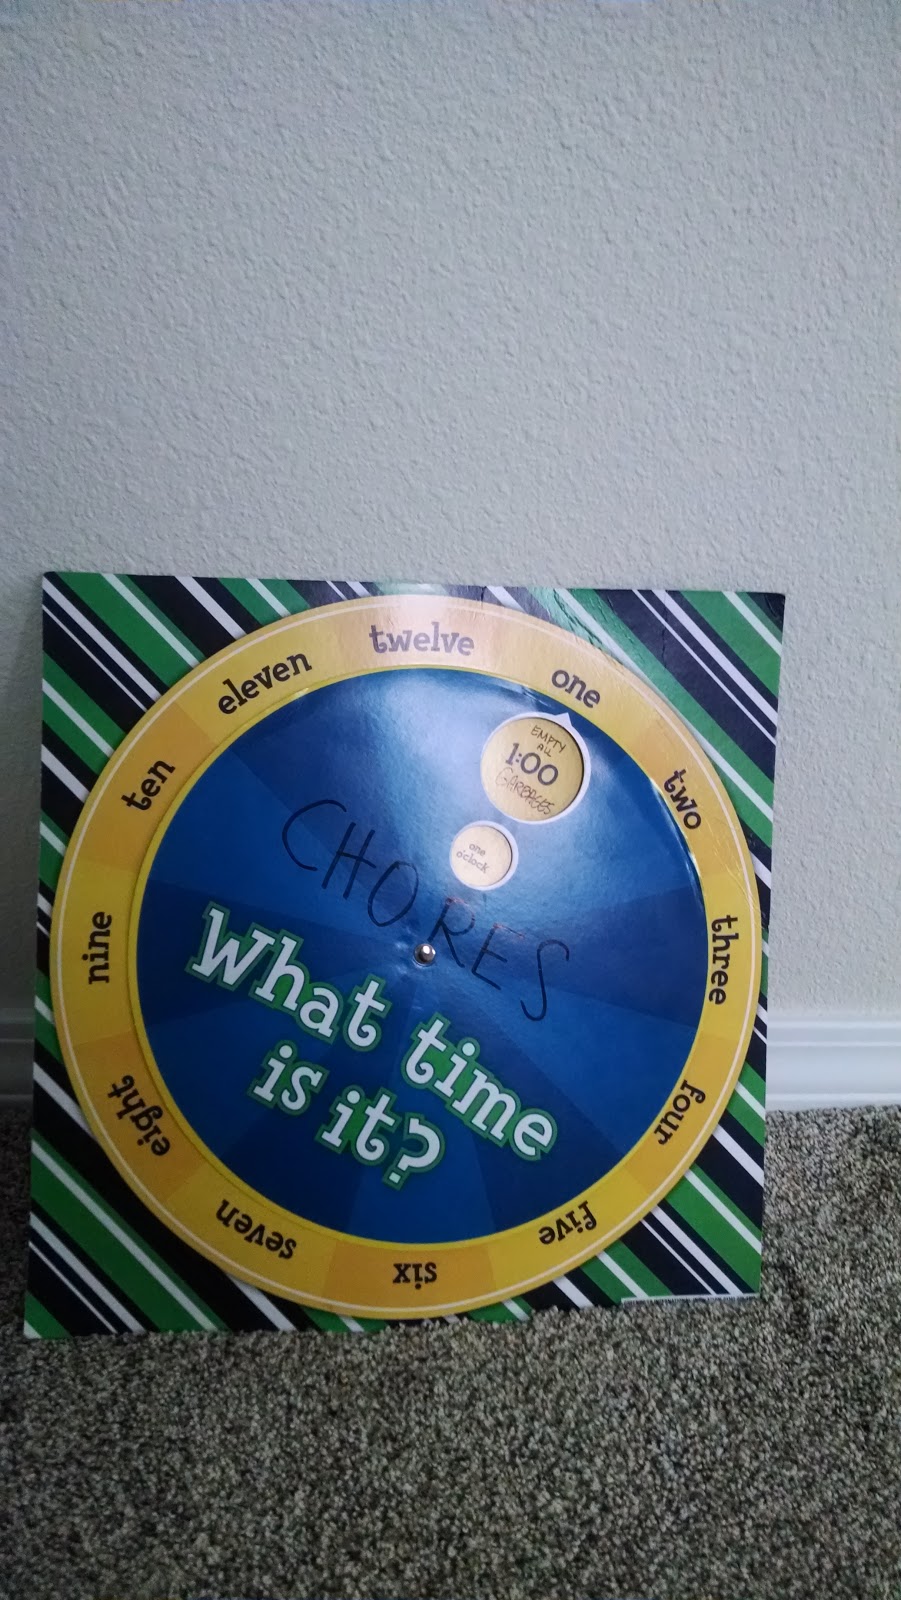 twelve
one
two
three
four
five
six
seven
eight
nine
ten
eleven
EMPTY
ALL
1:00
GARBAGES
one
o'clock
CHORES
What time
is it?